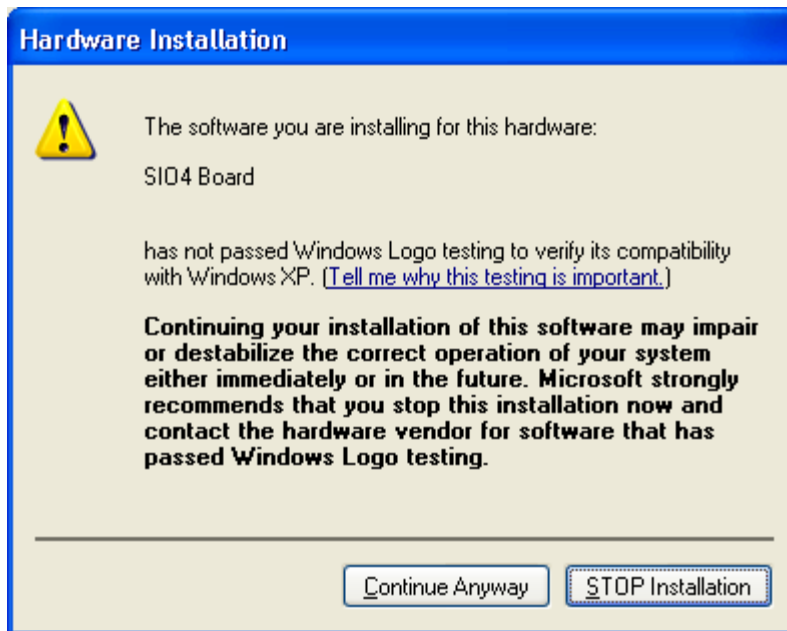 Hardware Installation
The software you are installing for this hardware:
SIO4 Board
has not passed Windows Logo testing to verify its compatibility
with Windows XP. (Tell me why this testing is important.)
Continuing your installation of this software may impair
or destabilize the correct operation of your system
either immediately or in the future. Microsoft strongly
recommends that you stop this installation now and
contact the hardware vendor for software that has
passed Windows Logo testing.
Continue Anyway
STOP Installation